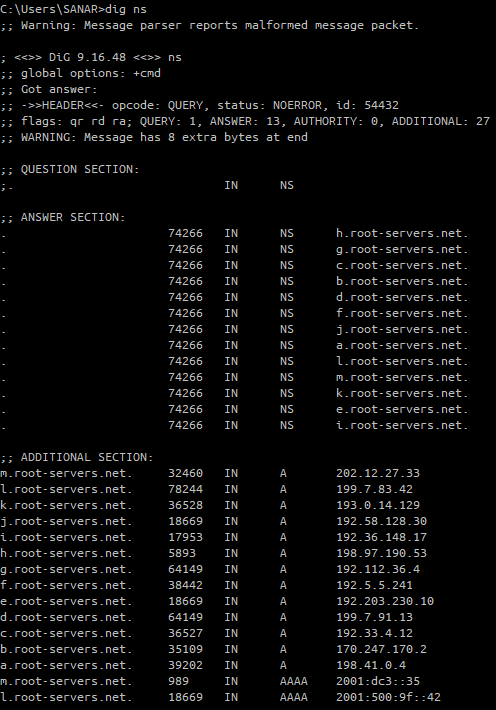 C:\Users\SANAR>dig ns
;; Warning: Message parser reports malformed message packet.
; <<>> DiG 9.16.48 <<>> ns
;; global options: +cmd
;; Got answer:
;; ->>HEADER<<- opcode: QUERY, status: NOERROR, id: 54432
;; flags: qr rd ra; QUERY: 1, ANSWER: 13, AUTHORITY: 0, ADDITIONAL: 27
;; WARNING: Message has 8 extra bytes at end
;; QUESTION SECTION:
;. IN NS
;; ANSWER SECTION:
. 74266 IN NS h.root-servers.net.
. 74266 IN NS g.root-servers.net.
. 74266 IN NS c.root-servers.net.
. 74266 IN NS b.root-servers.net.
. 74266 IN NS d.root-servers.net.
. 74266 IN NS f.root-servers.net.
. 74266 IN NS j.root-servers.net.
. 74266 IN NS a.root-servers.net.
. 74266 IN NS l.root-servers.net.
. 74266 IN NS m.root-servers.net.
. 74266 IN NS k.root-servers.net.
. 74266 IN NS e.root-servers.net.
. 74266 IN NS i.root-servers.net.
;; ADDITIONAL SECTION:
m.root-servers.net. 32460 IN A 202.12.27.33
l.root-servers.net. 78244 IN A 199.7.83.42
k.root-servers.net. 36528 IN A 193.0.14.129
j.root-servers.net. 18669 IN A 192.58.128.30
i.root-servers.net. 17953 IN A 192.36.148.17
h.root-servers.net. 5893 IN A 198.97.190.53
g.root-servers.net. 64149 IN A 192.112.36.4
f.root-servers.net. 38442 IN A 192.5.5.241
e.root-servers.net. 18669 IN A 192.203.230.10
d.root-servers.net. 64149 IN A 199.7.91.13
c.root-servers.net. 36527 IN A 192.33.4.12
b.root-servers.net. 35109 IN A 170.247.170.2
a.root-servers.net. 39202 IN A 198.41.0.4
m.root-servers.net. 989 IN AAAA 2001:dc3::35
l.root-servers.net. 18669 IN AAAA 2001:500:9f::42